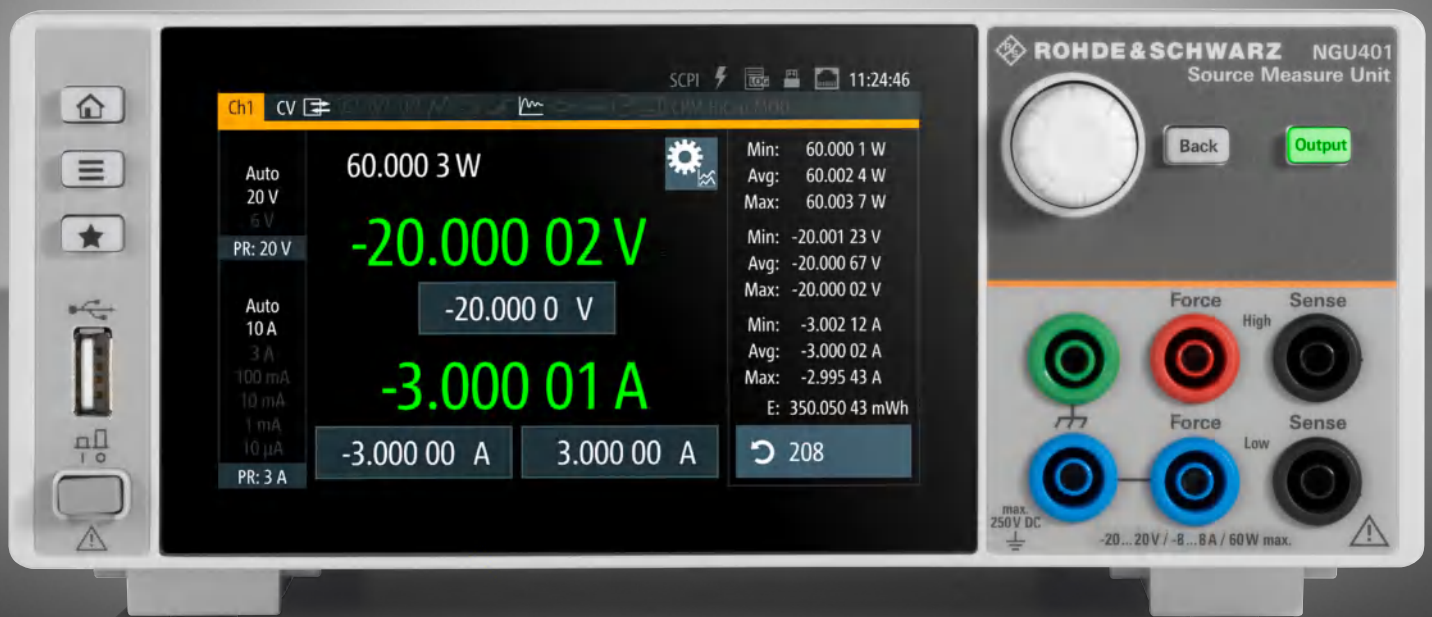 ROHDE & SCHWARZ NGU401
Source Measure Unit
SCPI LOG 11:24:46
Ch1 CV
Auto
20 V
6 V
PR: 20 V
Auto
10 A
3 A
100 mA
10 mA
1 mA
10 µA
PR: 3 A
60.000 3 W
-20.000 02 V
-20.000 0 V
-3.000 01 A
-3.000 00 A
3.000 00 A
Min: 60.000 1 W
Avg: 60.002 4 W
Max: 60.003 7 W
Min: -20.001 23 V
Avg: -20.000 67 V
Max: -20.000 02 V
Min: -3.002 12 A
Avg: -3.000 02 A
Max: -2.995 43 A
E: 350.050 43 mWh
208
Back
Output
Force Sense
High
Force Sense
Low
max.
250 V DC
-20...20 V / -8...8 A / 60 W max.